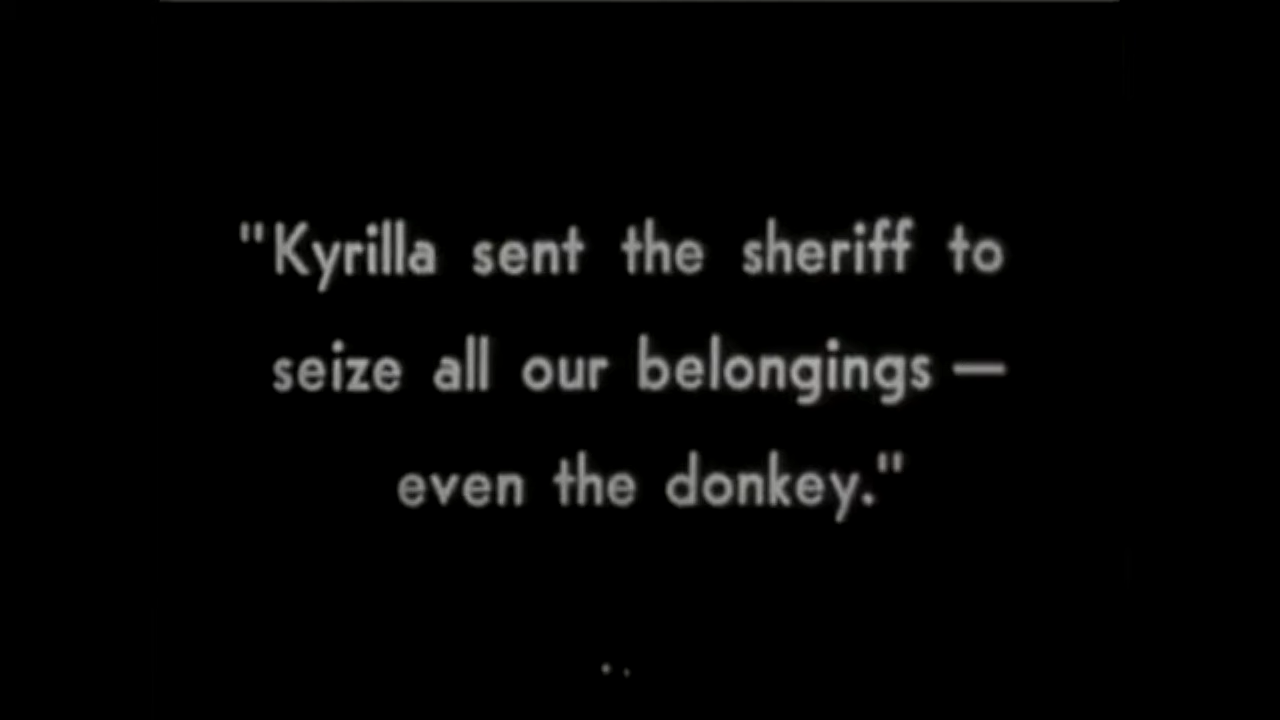 "Kyrilla sent the sheriff to
seize all our belongings —
even the donkey."